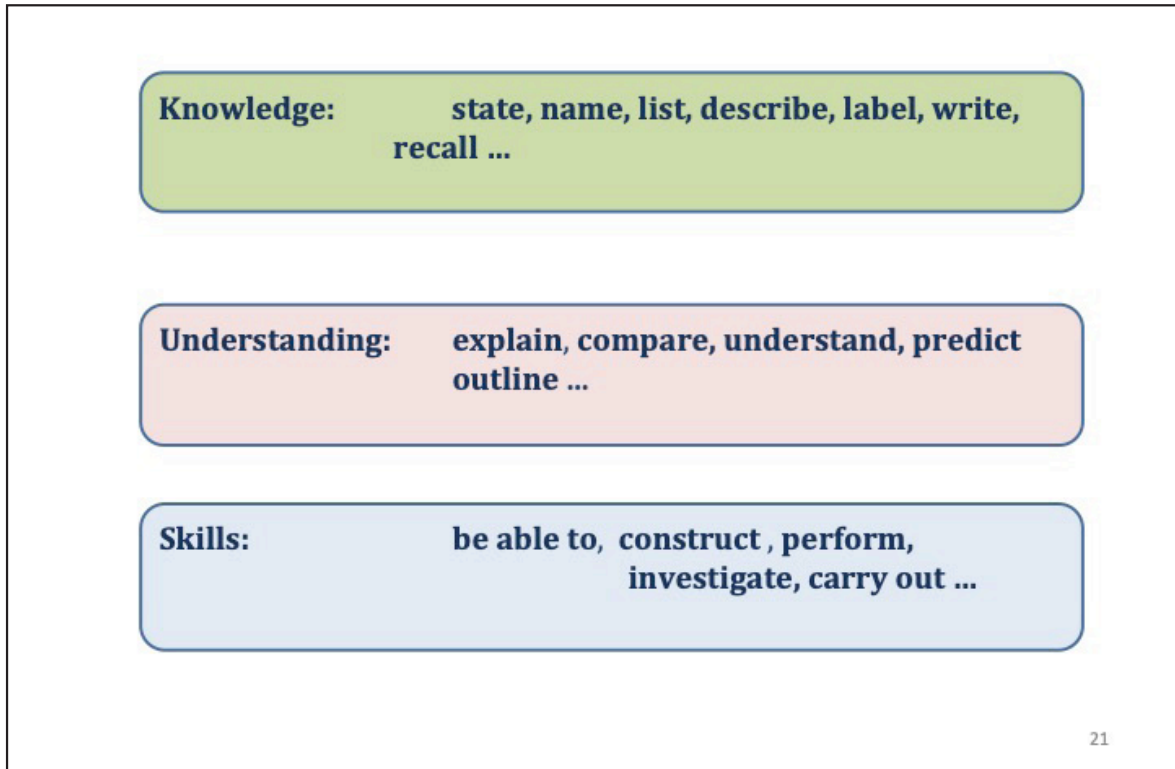 Knowledge: state, name, list, describe, label, write,
recall ...
Understanding: explain, compare, understand, predict
outline ...
Skills: be able to, construct , perform,
investigate, carry out ...
21